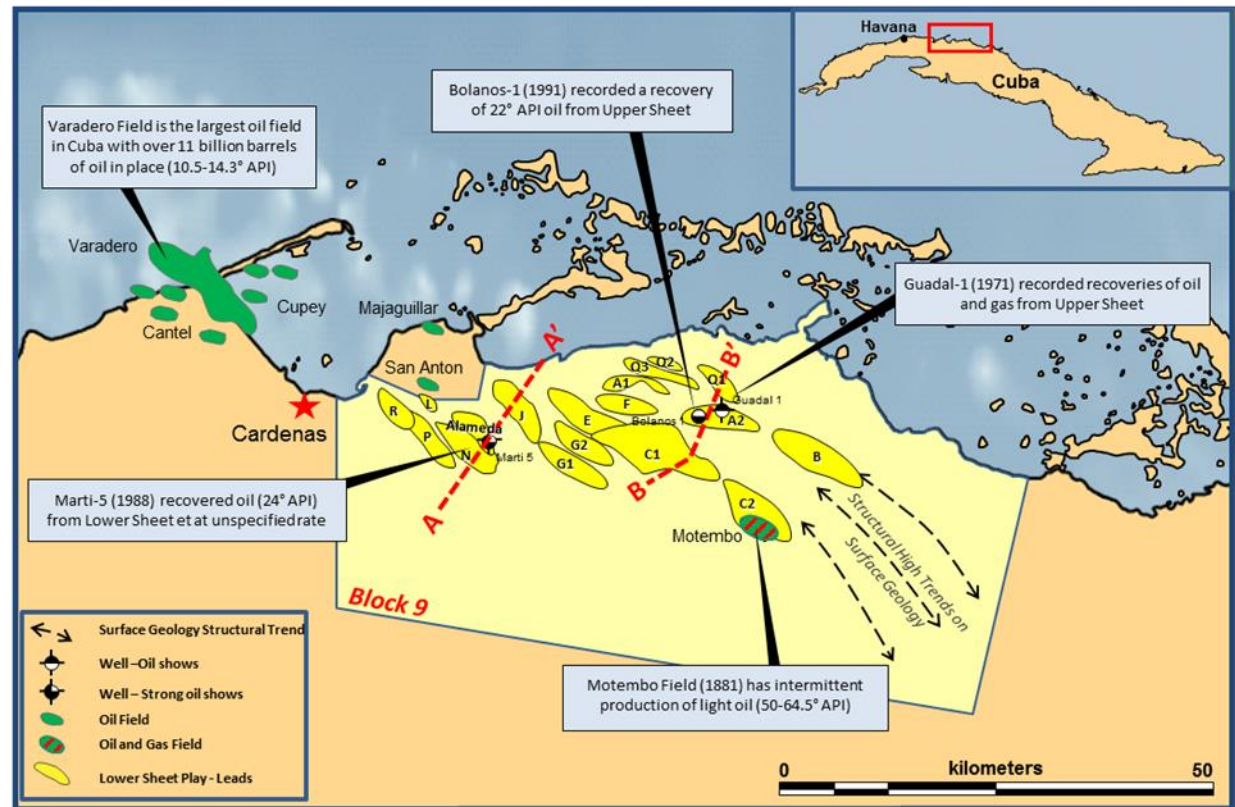 Havana
Cuba
Bolanos-1 (1991) recorded a recovery
of 22° API oil from Upper Sheet
Varadero Field is the largest oil field
in Cuba with over 11 billion barrels
of oil in place (10.5-14.3° API)
Varadero
Cupey
Cantel
Majaguillar
San Anton
Cardenas
Guadal-1 (1971) recorded recoveries of oil
and gas from Upper Sheet
A'
B'
Q3
Q2
A1
Q1
Guadal 1
R
L
J
E
F
Bolanos 1
A2
P
Alameda
N
Marti 5
G2
G1
C1
B
B
A
C2
Motembo
Structural High Trends on
Surface Geology
Marti-5 (1988) recovered oil (24° API)
from Lower Sheet et at unspecified rate
Block 9
Motembo Field (1881) has intermittent
production of light oil (50-64.5° API)
Surface Geology Structural Trend
Well –Oil shows
Well – Strong oil shows
Oil Field
Oil and Gas Field
Lower Sheet Play - Leads
0 kilometers 50